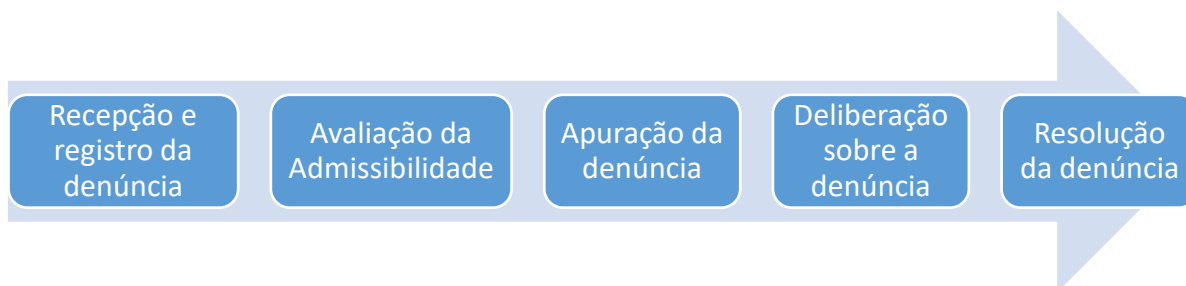 Recepção e
registro da
denúncia
Avaliação da
Admissibilidade
Apuração da
denúncia
Deliberação
sobre a
denúncia
Resolução
da denúncia